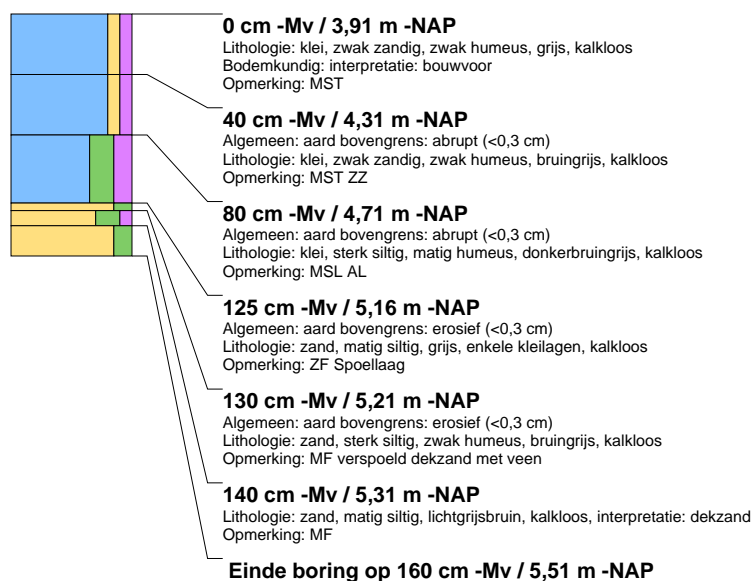 0 cm -Mv / 3,91 m -NAP
Lithologie: klei, zwak zandig, zwak humeus, grijs, kalkloos
Bodemkundig: interpretatie: bouwvoor
Opmerking: MST
40 cm -Mv / 4,31 m -NAP
Algemeen: aard bovengrens: abrupt (<0,3 cm)
Lithologie: klei, zwak zandig, zwak humeus, bruingrijs, kalkloos
Opmerking: MST ZZ
80 cm -Mv / 4,71 m -NAP
Algemeen: aard bovengrens: abrupt (<0,3 cm)
Lithologie: klei, sterk siltig, matig humeus, donkerbruingrijs, kalkloos
Opmerking: MSL AL
125 cm -Mv / 5,16 m -NAP
Algemeen: aard bovengrens: erosief (<0,3 cm)
Lithologie: zand, matig siltig, grijs, enkele kleilagen, kalkloos
Opmerking: ZF Spoellaag
130 cm -Mv / 5,21 m -NAP
Algemeen: aard bovengrens: erosief (<0,3 cm)
Lithologie: zand, sterk siltig, zwak humeus, bruingrijs, kalkloos
Opmerking: MF verspoeld dekzand met veen
140 cm -Mv / 5,31 m -NAP
Lithologie: zand, matig siltig, lichtgrijsbruin, kalkloos, interpretatie: dekzand
Opmerking: MF
Einde boring op 160 cm -Mv / 5,51 m -NAP